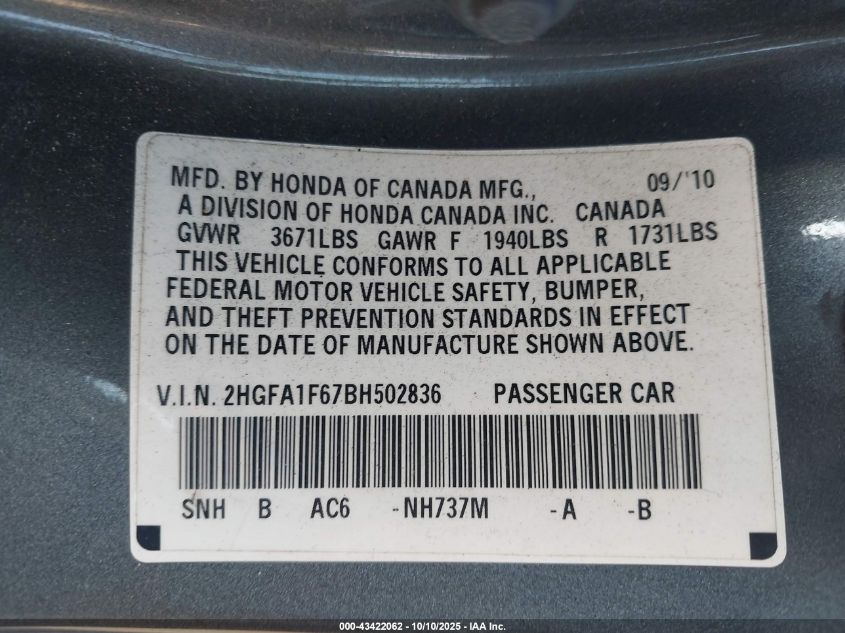 MFD. BY HONDA OF CANADA MFG., 09/'10
A DIVISION OF HONDA CANADA INC. CANADA
GVWR 3671LBS GAWR F 1940LBS R 1731LBS
THIS VEHICLE CONFORMS TO ALL APPLICABLE
FEDERAL MOTOR VEHICLE SAFETY, BUMPER,
AND THEFT PREVENTION STANDARDS IN EFFECT
ON THE DATE OF MANUFACTURE SHOWN ABOVE.
V.I.N. 2HGFA1F67BH502836 PASSENGER CAR
SNH B AC6 -NH737M -A -B
000-43422062 - 10/10/2025 - IAA Inc.